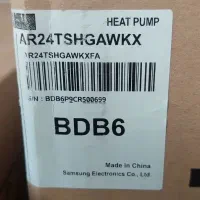 HEAT PUMP
AR24TSHGAWKX
AR24TSHGAWKXFA
S/N : BDB6P9CR500699
BDB6
Made In China
Samsung Electronics Co., Ltd